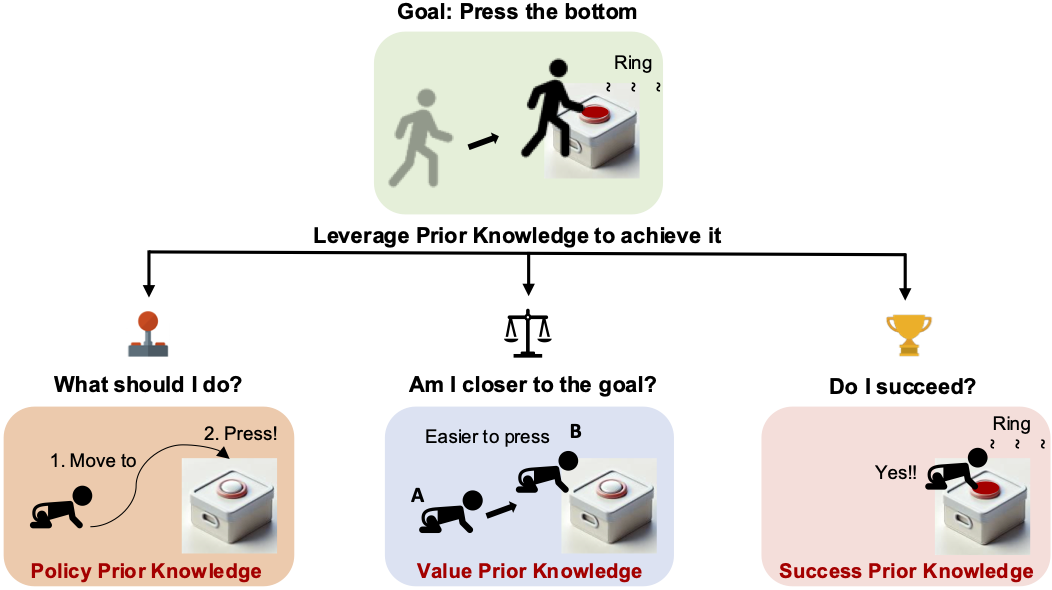 Goal: Press the bottom
Ring
~ ~ ~
Leverage Prior Knowledge to achieve it
What should I do?
Am I closer to the goal?
Do I succeed?
2. Press!
1. Move to
Policy Prior Knowledge
Easier to press
B
A
Value Prior Knowledge
Ring
~ ~ ~
Yes!!
Success Prior Knowledge